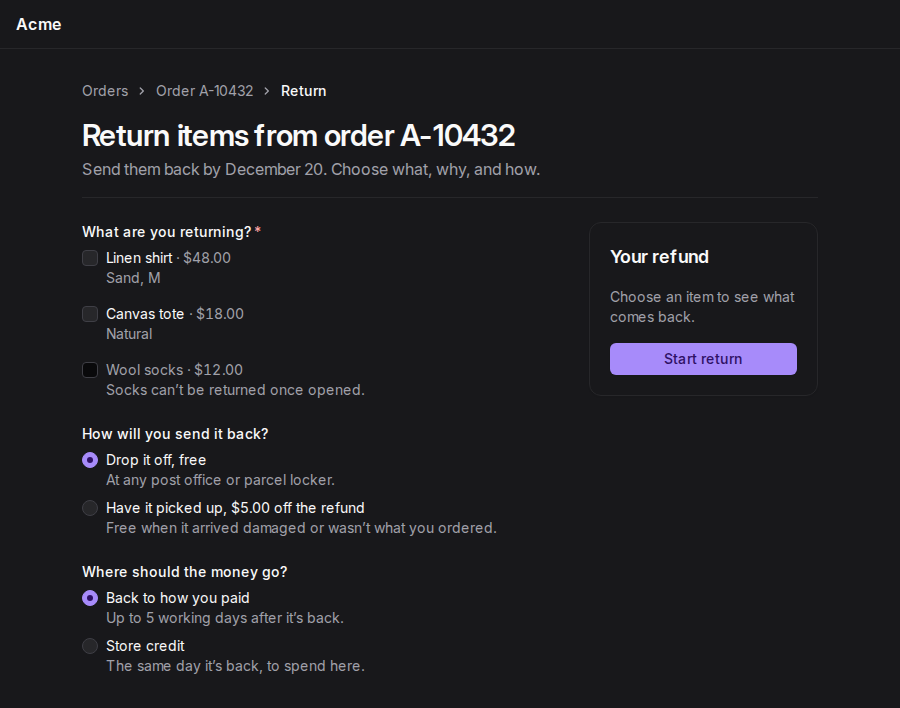 Acme
Orders > Order A-10432 > Return
Return items from order A-10432
Send them back by December 20. Choose what, why, and how.
What are you returning?*
Linen shirt · $48.00
Sand, M
Canvas tote · $18.00
Natural
Wool socks · $12.00
Socks can’t be returned once opened.
How will you send it back?
Drop it off, free
At any post office or parcel locker.
Have it picked up, $5.00 off the refund
Free when it arrived damaged or wasn’t what you ordered.
Where should the money go?
Back to how you paid
Up to 5 working days after it’s back.
Store credit
The same day it’s back, to spend here.
Your refund
Choose an item to see what
comes back.
Start return